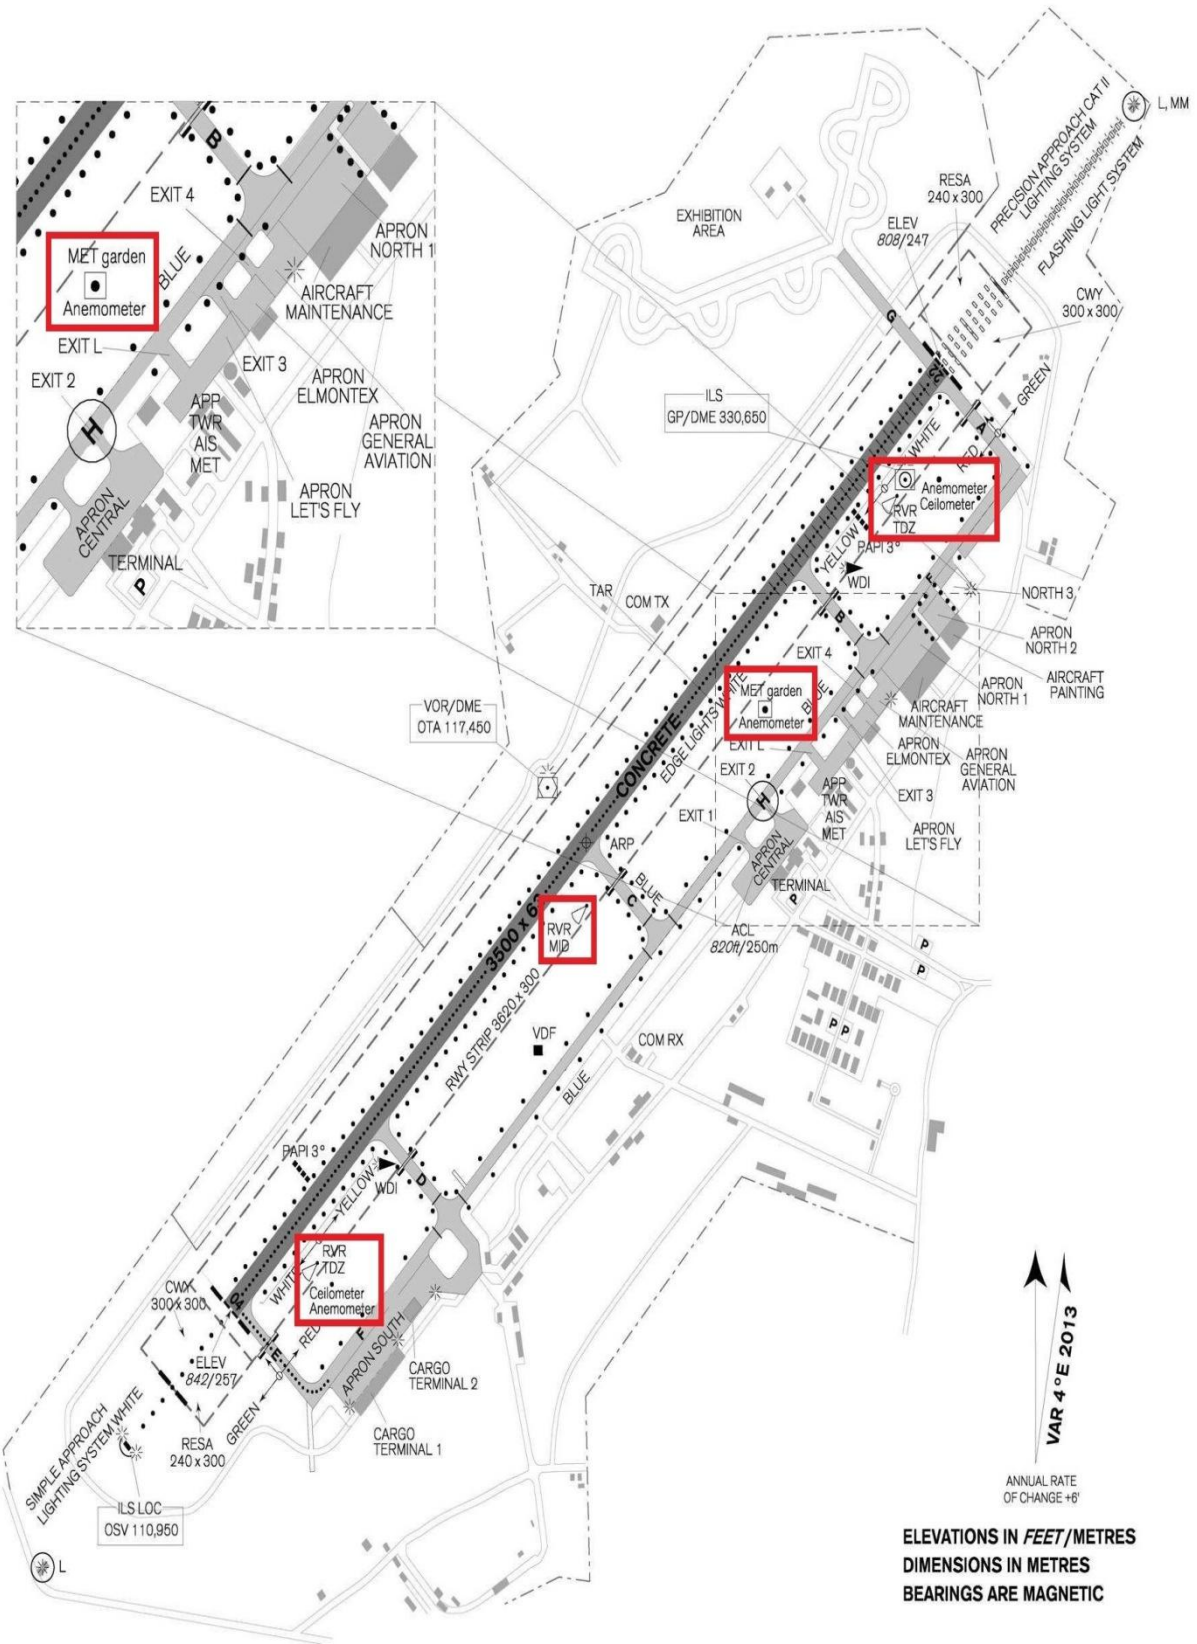 B
EXIT 4
MET garden
Anemometer
BLUE
APRON
NORTH 1
AIRCRAFT
MAINTENANCE
EXIT L
EXIT 3
EXIT 2
H
APRON
ELMONTEX
APP
TWR
AIS
MET
APRON
GENERAL
AVIATION
APRON
LET'S FLY
APRON
CENTRAL
TERMINAL
P
L, MM
PRECISION APPROACH CAT II
LIGHTING SYSTEM
FLASHING LIGHT SYSTEM
RESA
240 x 300
EXHIBITION
AREA
ELEV
808/247
CWY
300 x 300
G
22
GREEN
ILS
GP/DME 330,650
WHITE
A
RED
Anemometer
Ceilometer
RVR
TDZ
YELLOW
PAPI 3°
WDI
F
NORTH 3
TAR
COM TX
B
APRON
NORTH 2
EXIT 4
AIRCRAFT
PAINTING
APRON
NORTH 1
MET garden
Anemometer
BLUE
AIRCRAFT
MAINTENANCE
VOR/DME
OTA 117,450
CONCRETE
EDGE LIGHTS WHITE
EXIT L
APRON
ELMONTEX
APRON
GENERAL
AVIATION
EXIT 2
H
APP
TWR
AIS
MET
EXIT 3
EXIT 1
APRON
LET'S FLY
ARP
APRON
CENTRAL
TERMINAL
P
BLUE
C
3500 x 6
RVR
MID
ACL
820ft/250m
P
P
P P
RWY STRIP 3620 x 300
VDF
COM RX
BLUE
PAPI 3°
YELLOW
WDI
D
WHITE
RVR
TDZ
Ceilometer
Anemometer
CWY
300 x 300
04
RED
F
E
ELEV
842/257
APRON SOUTH
CARGO
TERMINAL 2
GREEN
CARGO
TERMINAL 1
RESA
240 x 300
SIMPLE APPROACH
LIGHTING SYSTEM WHITE
ILS LOC
OSV 110,950
L
VAR 4°E 2013
ANNUAL RATE
OF CHANGE +6'
ELEVATIONS IN FEET/METRES
DIMENSIONS IN METRES
BEARINGS ARE MAGNETIC